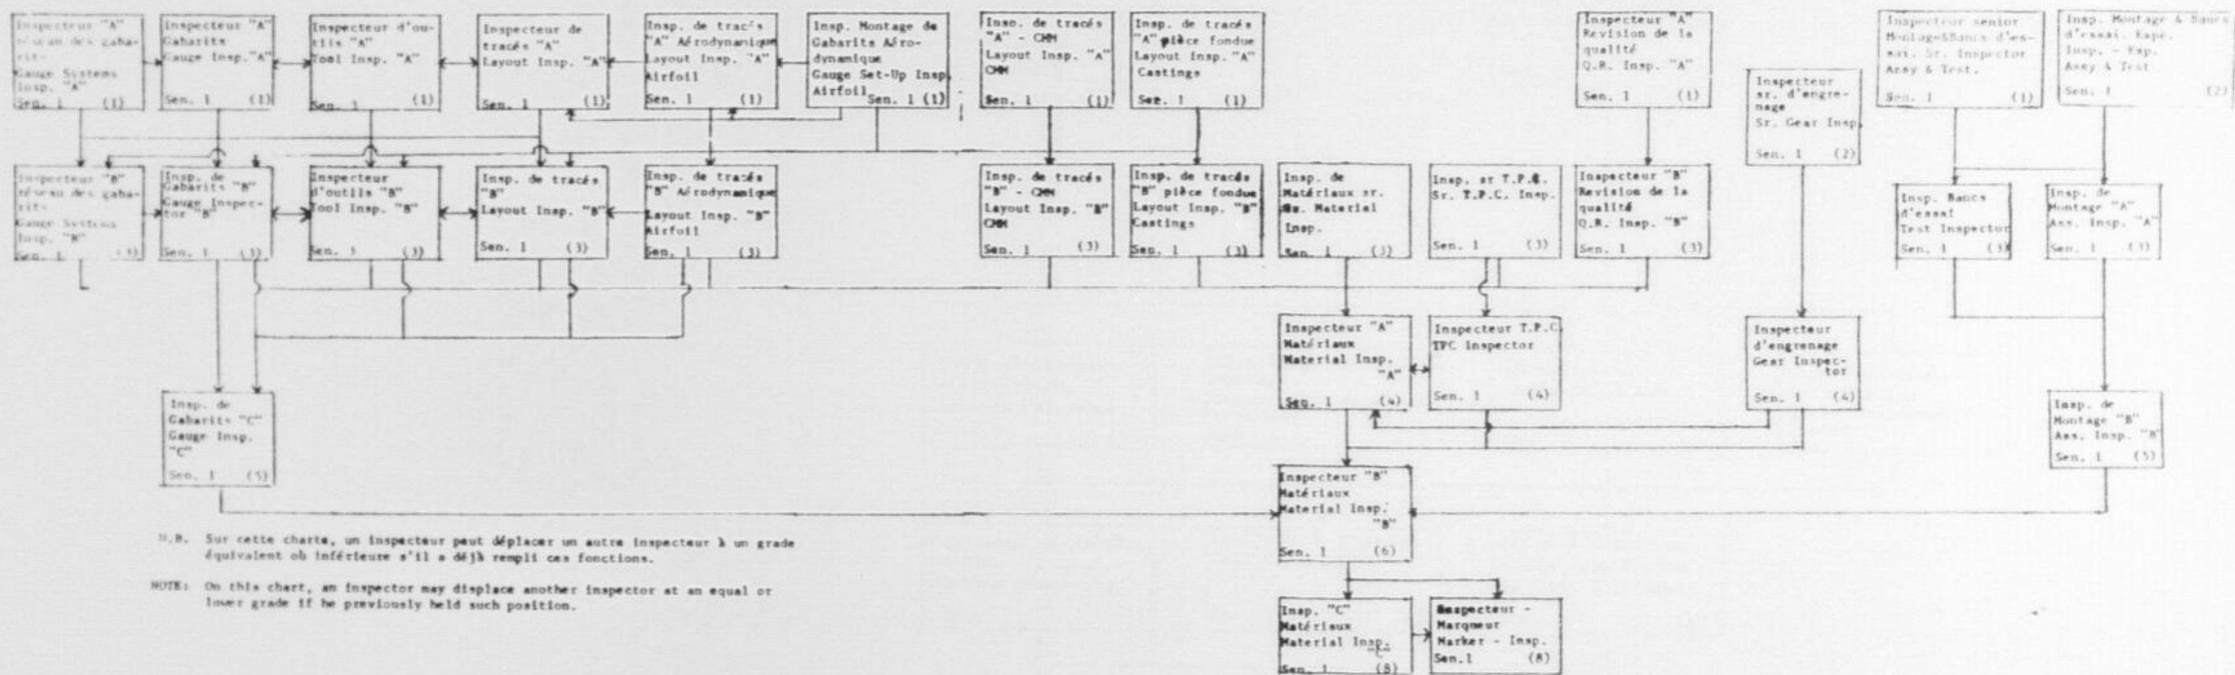 Inspecteur "A"
réseau des gaba-
rits
Gauge Systems
Insp. "A"
Sen. 1 (1)
Inspecteur "A"
Gabarits
Gauge Insp."A"
Sen. 1 (1)
Inspecteur d'ou-
tils "A"
Tool Insp. "A"
Sen. 1 (1)
Inspecteur de
tracés "A"
Layout Insp. "A"
Sen. 1 (1)
Insp. de tracés
"A" Aérodynamique
Layout Insp. "A"
Airfoil
Sen. 1 (1)
Insp. Montage de
Gabarits Aéro-
dynamique
Gauge Set-Up Insp.
Airfoil
Sen. 1 (1)
Insp. de tracés
"A" - CMM
Layout Insp. "A"
CMM
Sen. 1 (1)
Insp. de tracés
"A" pièce fondue
Layout Insp. "A"
Castings
Sen. 1 (1)
Inspecteur "A"
Revision de la
qualité
Q.R. Insp. "A"
Sen. 1 (1)
Inspecteur
sr. d'engre-
nage
Sr. Gear Insp.
Sen. 1 (2)
Inspecteur senior
Montage&Bancs d'es-
sai. Sr. Inspector
Assy & Test.
Sen. 1 (1)
Insp. Montage & Bancs
d'essai. Expé.
Insp. - Exp.
Assy & Test
Sen. 1 (2)
Inspecteur "B"
réseau des gaba-
rits
Gauge Systems
Insp. "B"
Sen. 1 (3)
Insp. de
Gabarits "B"
Gauge Inspec-
tor "B"
Sen. 1 (3)
Inspecteur
d'outils "B"
Tool Insp. "B"
Sen. 1 (3)
Insp. de tracés
"B"
Layout Insp. "B"
Sen. 1 (3)
Insp. de tracés
"B" Aérodynamique
Layout Insp. "B"
Airfoil
Sen. 1 (3)
Insp. de tracés
"B" - CMM
Layout Insp. "B"
CMM
Sen. 1 (3)
Insp. de tracés
"B" pièce fondue
Layout Insp. "B"
Castings
Sen. 1 (3)
Insp. de
Matériaux sr.
Sr. Material
Insp.
Sen. 1 (3)
Insp. sr T.P.C.
Sr. T.P.C. Insp.
Sen. 1 (3)
Inspecteur "B"
Revision de la
qualité
Q.R. Insp. "B"
Sen. 1 (3)
Insp. Bancs
d'essai
Test Inspector
Sen. 1 (3)
Insp. de
Montage "A"
Ass. Insp. "A"
Sen. 1 (3)
Inspecteur "A"
Matériaux
Material Insp.
"A"
Sen. 1 (4)
Inspecteur T.P.C.
TPC Inspector
Sen. 1 (4)
Inspecteur
d'engrenage
Gear Inspec-
tor
Sen. 1 (4)
Insp. de
Gabarits "C"
Gauge Insp.
"C"
Sen. 1 (5)
Insp. de
Montage "B"
Ass. Insp. "B"
Sen. 1 (5)
Inspecteur "B"
Matériaux
Material Insp.
"B"
Sen. 1 (6)
N.B. Sur cette charte, un inspecteur peut déplacer un autre inspecteur à un grade
équivalent où inférieure s'il a déjà rempli ces fonctions.
NOTE: On this chart, an inspector may displace another inspector at an equal or
lower grade if he previously held such position.
Insp. "C"
Matériaux
Material Insp.
"C"
Sen. 1 (8)
Inspecteur -
Marqueur
Marker - Insp.
Sen.1 (8)